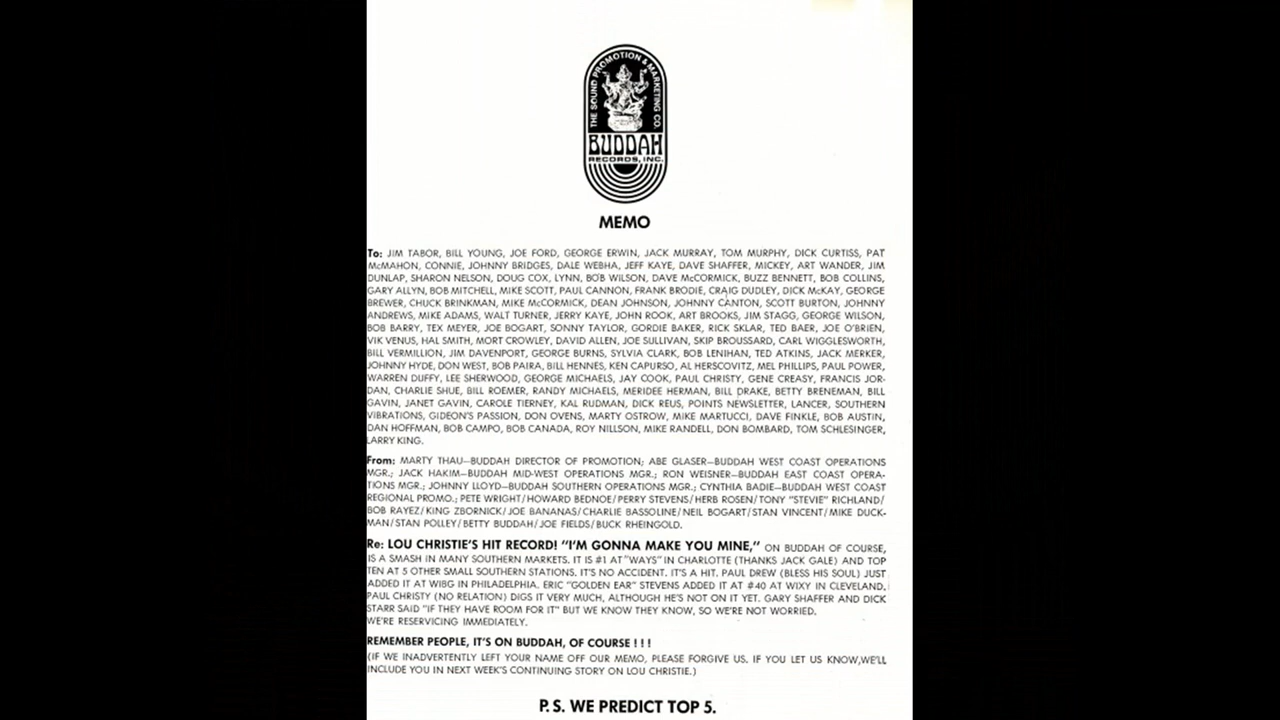 THE SOUND PROMOTION & MARKETING CO.
BUDDAH
RECORDS, INC.
MEMO
To: JIM TABOR, BILL YOUNG, JOE FORD, GEORGE ERWIN, JACK MURRAY, TOM MURPHY, DICK CURTISS, PAT
McMAHON, CONNIE, JOHNNY BRIDGES, DALE WEBHA, JEFF KAYE, DAVE SHAFFER, MICKEY, ART WANDER, JIM
DUNLAP, SHARON NELSON, DOUG COX, LYNN, BOB WILSON, DAVE McCORMICK, BUZZ BENNETT, BOB COLLINS,
GARY ALLYN, BOB MITCHELL, MIKE SCOTT, PAUL CANNON, FRANK BRODIE, CRAIG DUDLEY, DICK McKAY, GEORGE
BREWER, CHUCK BRINKMAN, MIKE McCORMICK, DEAN JOHNSON, JOHNNY CANTON, SCOTT BURTON, JOHNNY
ANDREWS, MIKE ADAMS, WALT TURNER, JERRY KAYE, JOHN ROOK, ART BROOKS, JIM STAGG, GEORGE WILSON,
BOB BARRY, TEX MEYER, JOE BOGART, SONNY TAYLOR, GORDIE BAKER, RICK SKLAR, TED BAER, JOE O'BRIEN,
VIK VENUS, HAL SMITH, MORT CROWLEY, DAVID ALLEN, JOE SULLIVAN, SKIP BROUSSARD, CARL WIGGLESWORTH,
BILL VERMILLION, JIM DAVENPORT, GEORGE BURNS, SYLVIA CLARK, BOB LENIHAN, TED ATKINS, JACK MERKER,
JOHNNY HYDE, DON WEST, BOB PAIRA, BILL HENNES, KEN CAPURSO, AL HERSCOVITZ, MEL PHILLIPS, PAUL POWER,
WARREN DUFFY, LEE SHERWOOD, GEORGE MICHAELS, JAY COOK, PAUL CHRISTY, GENE CREASY, FRANCIS JOR-
DAN, CHARLIE SHUE, BILL ROEMER, RANDY MICHAELS, MERIDEE HERMAN, BILL DRAKE, BETTY BRENEMAN, BILL
GAVIN, JANET GAVIN, CAROLE TIERNEY, KAL RUDMAN, DICK REUS, POINTS NEWSLETTER, LANCER, SOUTHERN
VIBRATIONS, GIDEON'S PASSION, DON OVENS, MARTY OSTROW, MIKE MARTUCCI, DAVE FINKLE, BOB AUSTIN,
DAN HOFFMAN, BOB CAMPO, BOB CANADA, ROY NILLSON, MIKE RANDELL, DON BOMBARD, TOM SCHLESINGER,
LARRY KING.
From: MARTY THAU—BUDDAH DIRECTOR OF PROMOTION; ABE GLASER—BUDDAH WEST COAST OPERATIONS
MGR.; JACK HAKIM—BUDDAH MID-WEST OPERATIONS MGR.; RON WEISNER—BUDDAH EAST COAST OPERA-
TIONS MGR.; JOHNNY LLOYD—BUDDAH SOUTHERN OPERATIONS MGR.; CYNTHIA BADIE—BUDDAH WEST COAST
REGIONAL PROMO.; PETE WRIGHT/HOWARD BEDNOE/PERRY STEVENS/HERB ROSEN/TONY "STEVIE" RICHLAND/
BOB RAYEZ/KING ZBORNICK/JOE BANANAS/CHARLIE BASSOLINE/NEIL BOGART/STAN VINCENT/MIKE DUCK-
MAN/STAN POLLEY/BETTY BUDDAH/JOE FIELDS/BUCK RHEINGOLD.
Re: LOU CHRISTIE'S HIT RECORD! "I'M GONNA MAKE YOU MINE," ON BUDDAH OF COURSE,
IS A SMASH IN MANY SOUTHERN MARKETS. IT IS #1 AT "WAYS" IN CHARLOTTE (THANKS JACK GALE) AND TOP
TEN AT 5 OTHER SMALL SOUTHERN STATIONS. IT'S NO ACCIDENT. IT'S A HIT. PAUL DREW (BLESS HIS SOUL) JUST
ADDED IT AT WIBG IN PHILADELPHIA. ERIC "GOLDEN EAR" STEVENS ADDED IT AT #40 AT WIXY IN CLEVELAND.
PAUL CHRISTY (NO RELATION) DIGS IT VERY MUCH, ALTHOUGH HE'S NOT ON IT YET. GARY SHAFFER AND DICK
STARR SAID "IF THEY HAVE ROOM FOR IT" BUT WE KNOW THEY KNOW, SO WE'RE NOT WORRIED.
WE'RE RESERVICING IMMEDIATELY.
REMEMBER PEOPLE, IT'S ON BUDDAH, OF COURSE ! ! !
(IF WE INADVERTENTLY LEFT YOUR NAME OFF OUR MEMO, PLEASE FORGIVE US. IF YOU LET US KNOW,WE'LL
INCLUDE YOU IN NEXT WEEK'S CONTINUING STORY ON LOU CHRISTIE.)
P.S. WE PREDICT TOP 5.